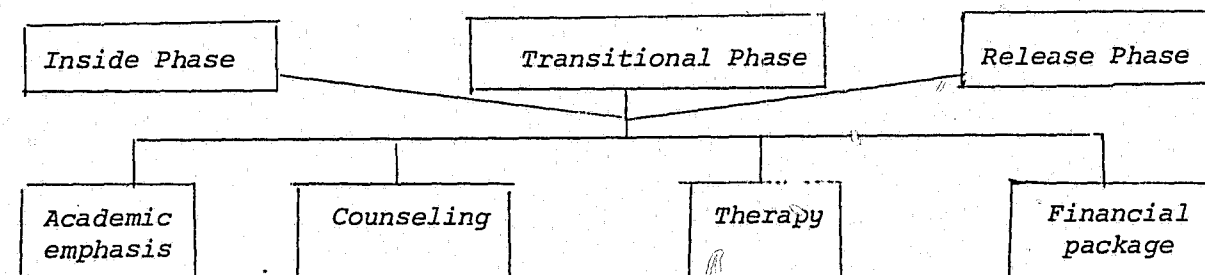 Inside Phase
Transitional Phase
Release Phase
Academic
emphasis
Counseling
Therapy
Financial
package